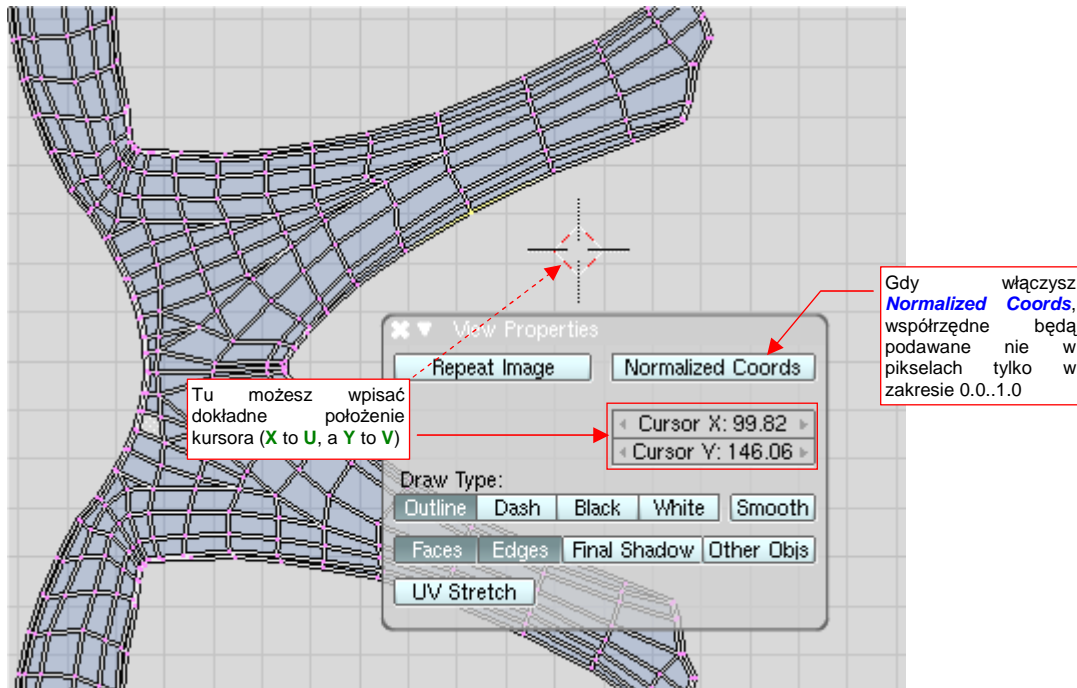 Gdy włączysz
Normalized Coords,
współrzędne będą
podawane nie w
pikselach tylko w
zakresie 0.0..1.0
View Properties
Repeat Image
Normalized Coords
Tu możesz wpisać
dokładne położenie
kursora (X to U, a Y to V)
Cursor X: 99.82
Cursor Y: 146.06
Draw Type:
Outline Dash Black White Smooth
Faces Edges Final Shadow Other Objs
UV Stretch